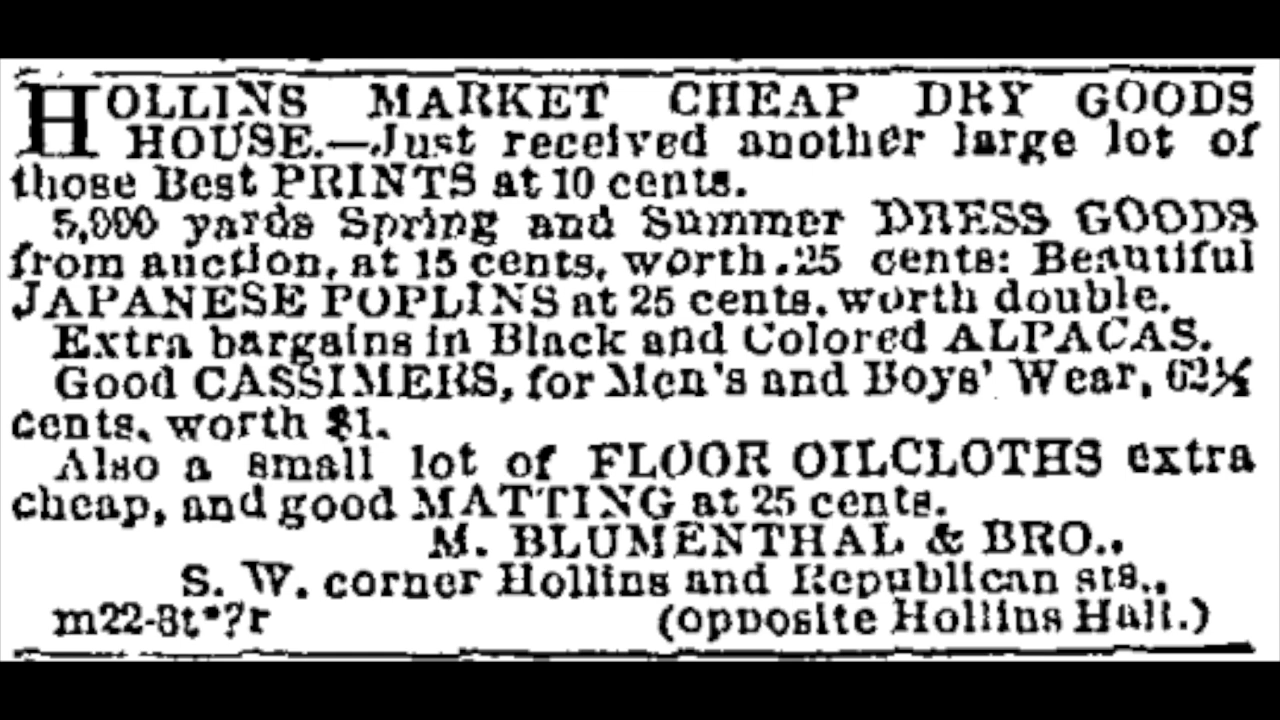 HOLLINS MARKET CHEAP DRY GOODS
HOUSE.—Just received another large lot of
those Best PRINTS at 10 cents.
5,000 yards Spring and Summer DRESS GOODS
from auction, at 15 cents, worth 25 cents: Beautiful
JAPANESE POPLINS at 25 cents, worth double.
Extra bargains in Black and Colored ALPACAS.
Good CASSIMERS, for Men's and Boys' Wear, 62½
cents, worth $1.
Also a small lot of FLOOR OILCLOTHS extra
cheap, and good MATTING at 25 cents.
M. BLUMENTHAL & BRO.,
S. W. corner Hollins and Republican sts.,
m22-8t*?r (opposite Hollins Hall.)